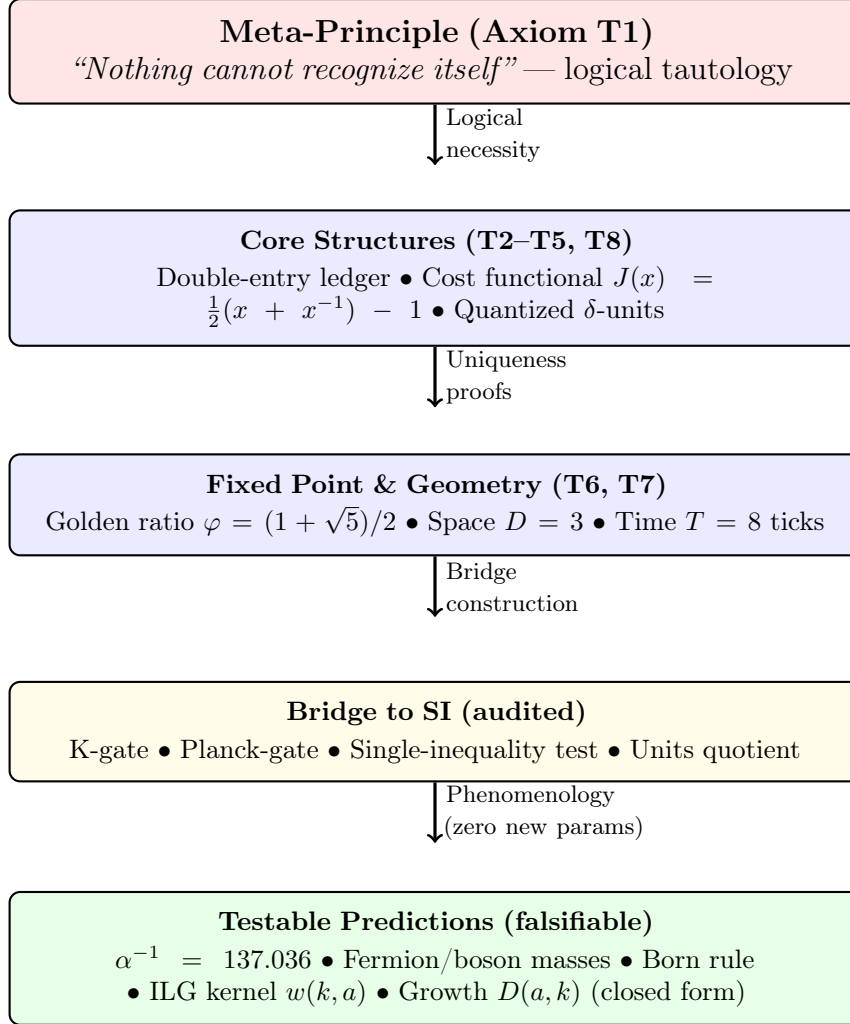 Meta-Principle (Axiom T1)
“Nothing cannot recognize itself” — logical tautology
Logical
necessity
Core Structures (T2–T5, T8)
Double-entry ledger • Cost functional J(x) =
½(x + x⁻¹) − 1 • Quantized δ-units
Uniqueness
proofs
Fixed Point & Geometry (T6, T7)
Golden ratio φ = (1 + √5)/2 • Space D = 3 • Time T = 8 ticks
Bridge
construction
Bridge to SI (audited)
K-gate • Planck-gate • Single-inequality test • Units quotient
Phenomenology
(zero new params)
Testable Predictions (falsifiable)
α⁻¹ = 137.036 • Fermion/boson masses • Born rule
• ILG kernel w(k, a) • Growth D(a, k) (closed form)